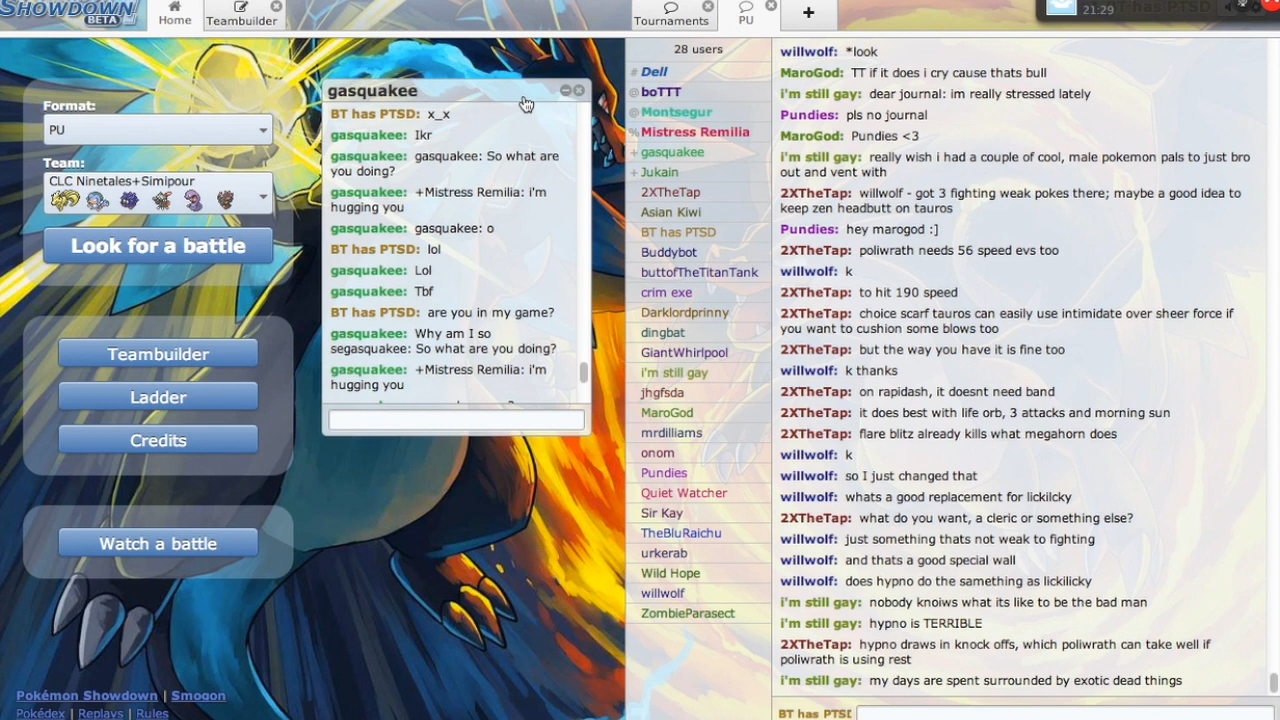 SHOWDOWN
BETA
Home
Teambuilder
Tournaments
PU
+
21:29
BT has PTSD
Format:
PU
Team:
CLC Ninetales+Simipour
Look for a battle
Teambuilder
Ladder
Credits
Watch a battle
Pokémon Showdown | Smogon
Pokédex | Replays | Rules
gasquakee
BT has PTSD: x_x
gasquakee: Ikr
gasquakee: gasquakee: So what are
you doing?
gasquakee: +Mistress Remilia: i'm
hugging you
gasquakee: gasquakee: o
BT has PTSD: lol
gasquakee: Lol
gasquakee: Tbf
BT has PTSD: are you in my game?
gasquakee: Why am I so
segasquakee: So what are you doing?
gasquakee: +Mistress Remilia: i'm
hugging you
28 users
# Dell
@ boTTT
@ Montsegur
% Mistress Remilia
+ gasquakee
+ Jukain
2XTheTap
Asian Kiwi
BT has PTSD
Buddybot
buttofTheTitanTank
crim exe
Darklordprinny
dingbat
GiantWhirlpool
i'm still gay
jhgfsda
MaroGod
mrdilliams
onom
Pundies
Quiet Watcher
Sir Kay
TheBluRaichu
urkerab
Wild Hope
willwolf
ZombieParasect
willwolf: *look
MaroGod: TT if it does i cry cause thats bull
i'm still gay: dear journal: im really stressed lately
Pundies: pls no journal
MaroGod: Pundies <3
i'm still gay: really wish i had a couple of cool, male pokemon pals to just bro
out and vent with
2XTheTap: willwolf - got 3 fighting weak pokes there; maybe a good idea to
keep zen headbutt on tauros
Pundies: hey marogod :]
2XTheTap: poliwrath needs 56 speed evs too
willwolf: k
2XTheTap: to hit 190 speed
2XTheTap: choice scarf tauros can easily use intimidate over sheer force if
you want to cushion some blows too
2XTheTap: but the way you have it is fine too
willwolf: k thanks
2XTheTap: on rapidash, it doesnt need band
2XTheTap: it does best with life orb, 3 attacks and morning sun
2XTheTap: flare blitz already kills what megahorn does
willwolf: k
willwolf: so I just changed that
willwolf: whats a good replacement for lickilcky
2XTheTap: what do you want, a cleric or something else?
willwolf: just something thats not weak to fighting
willwolf: and thats a good special wall
willwolf: does hypno do the samething as lickilicky
i'm still gay: nobody knoiws what its like to be the bad man
i'm still gay: hypno is TERRIBLE
2XTheTap: hypno draws in knock offs, which poliwrath can take well if
poliwrath is using rest
i'm still gay: my days are spent surrounded by exotic dead things
BT has PTSD